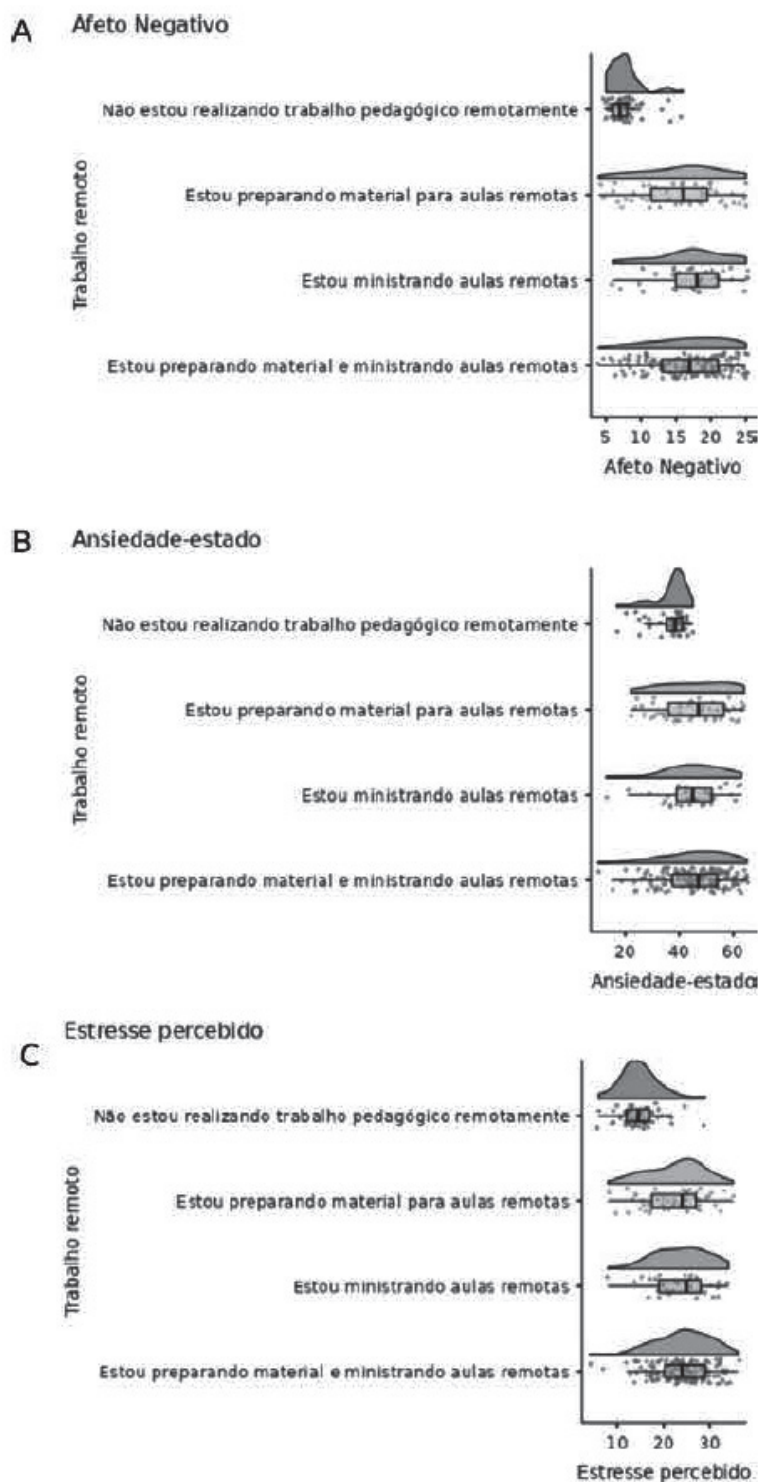 A Afeto Negativo
Trabalho remoto
Não estou realizando trabalho pedagógico remotamente
Estou preparando material para aulas remotas
Estou ministrando aulas remotas
Estou preparando material e ministrando aulas remotas
5 10 15 20 25
Afeto Negativo
B Ansiedade-estado
Trabalho remoto
Não estou realizando trabalho pedagógico remotamente
Estou preparando material para aulas remotas
Estou ministrando aulas remotas
Estou preparando material e ministrando aulas remotas
20 40 60
Ansiedade-estado
C Estresse percebido
Trabalho remoto
Não estou realizando trabalho pedagógico remotamente
Estou preparando material para aulas remotas
Estou ministrando aulas remotas
Estou preparando material e ministrando aulas remotas
10 20 30
Estresse percebido